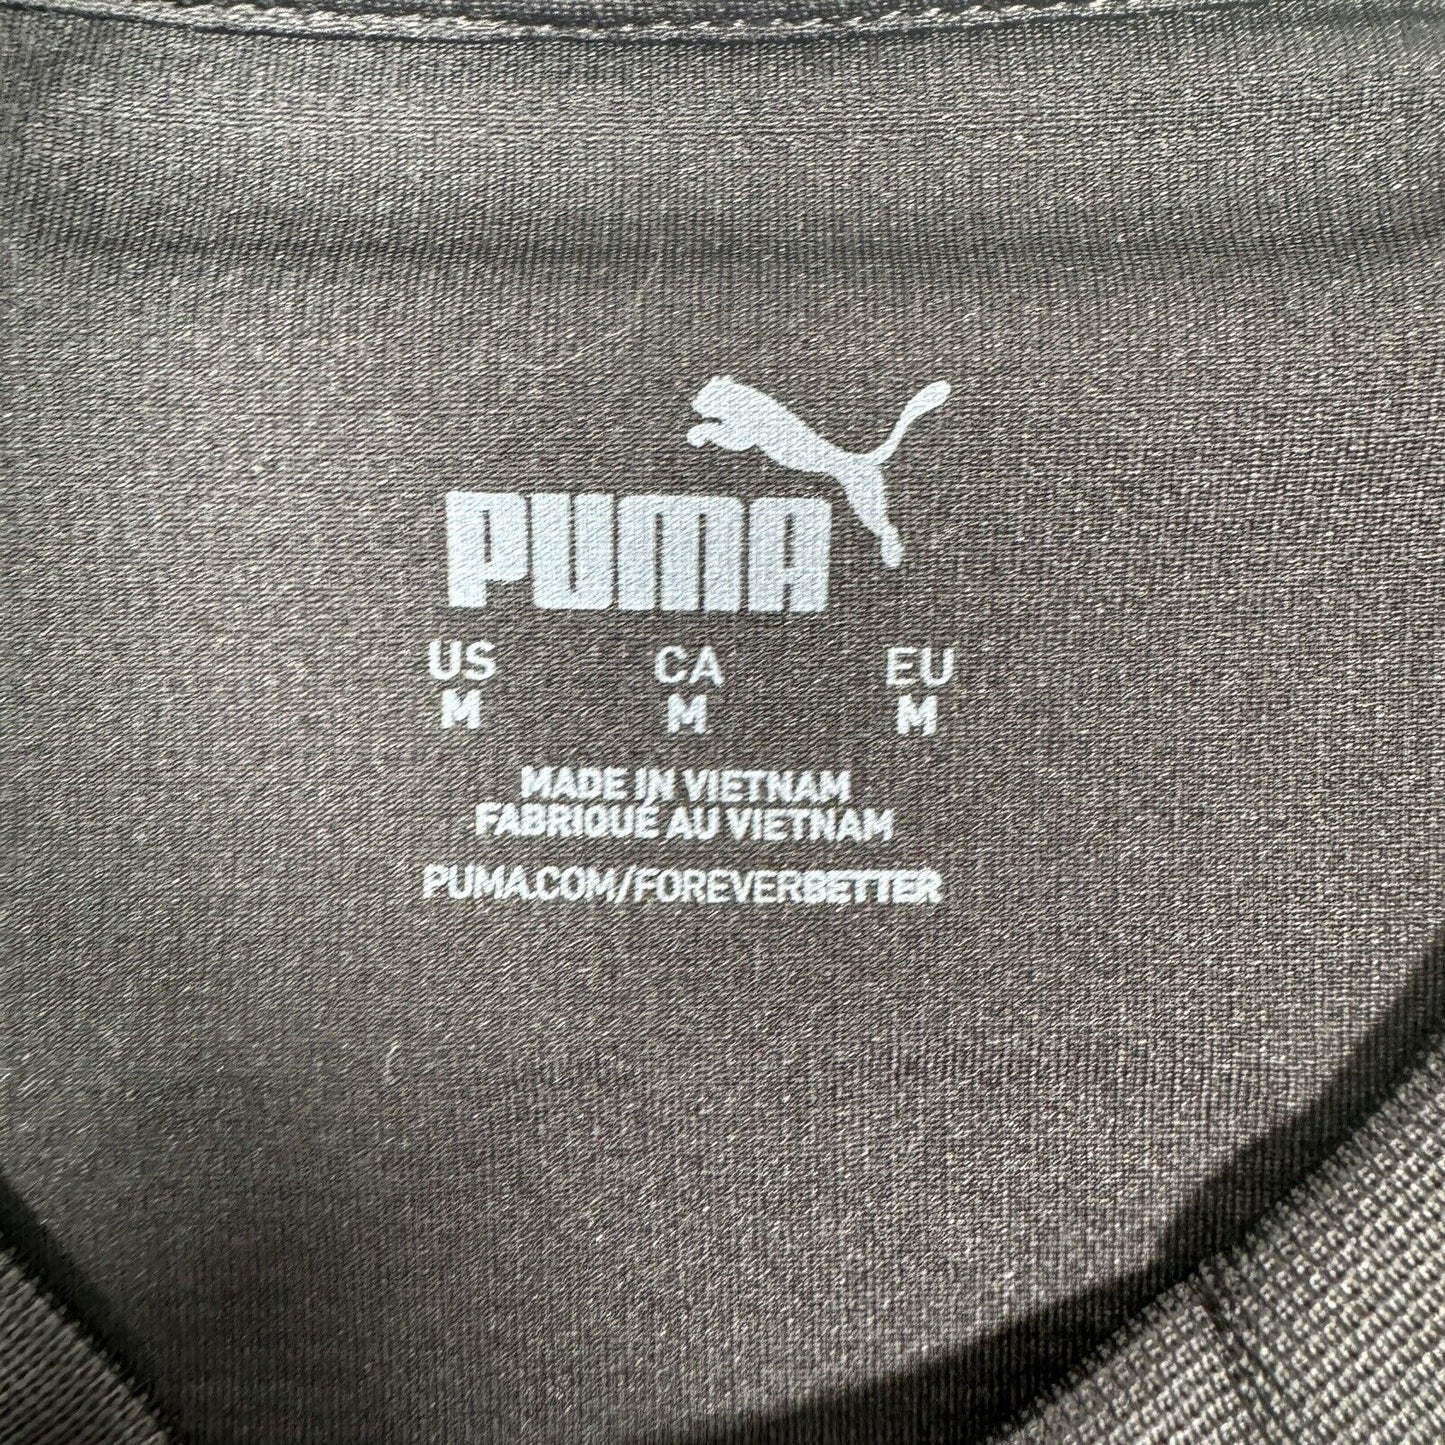 PUMA
US CA EU
M M M
MADE IN VIETNAM
FABRIQUÉ AU VIETNAM
PUMA.COM/FOREVERBETTER